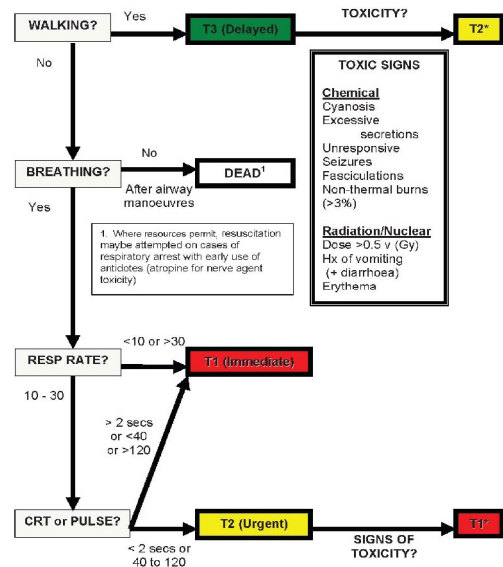 WALKING?
Yes
T3 (Delayed)
TOXICITY?
T2*
No
TOXIC SIGNS
Chemical
Cyanosis
Excessive
secretions
Unresponsive
Seizures
Fasciculations
Non-thermal burns
(>3%)
Radiation/Nuclear
Dose >0.5 v (Gy)
Hx of vomiting
(+ diarrhoea)
Erythema
BREATHING?
No
After airway
manoeuvres
DEAD1
Yes
1. Where resources permit, resuscitation
maybe attempted on cases of
respiratory arrest with early use of
antidotes (atropine for nerve agent
toxicity)
RESP RATE?
<10 or >30
T1 (Immediate)
10 - 30
> 2 secs
or <40
or >120
CRT or PULSE?
T2 (Urgent)
T1*
< 2 secs or
40 to 120
SIGNS OF
TOXICITY?